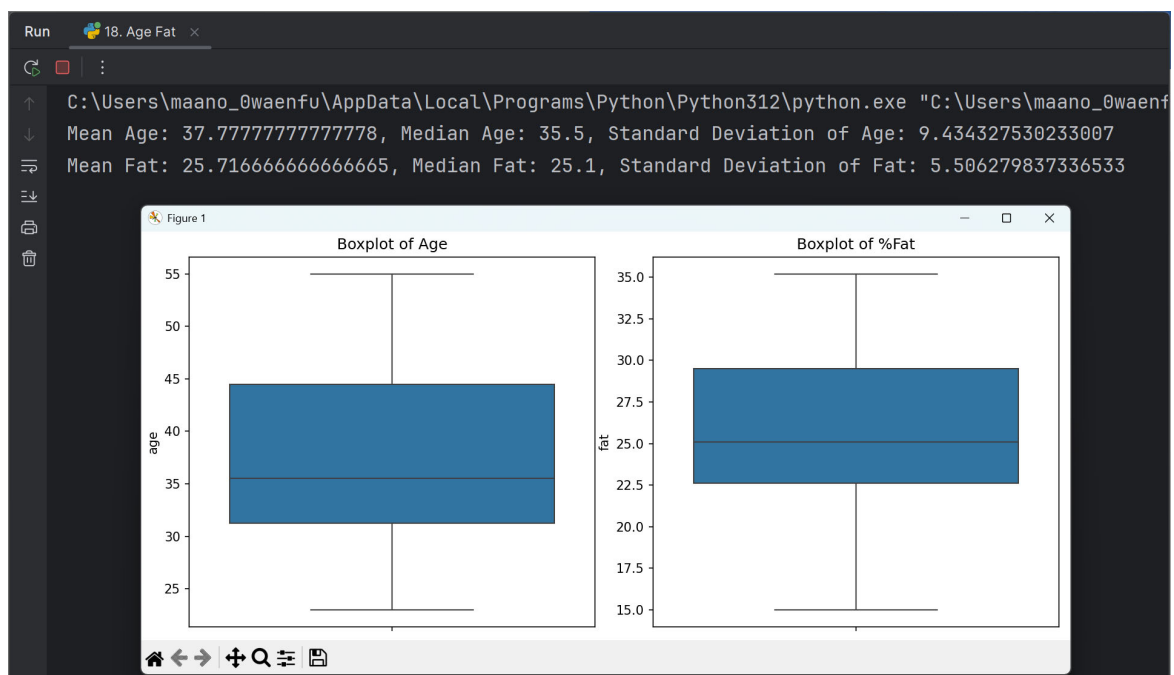 Run 18. Age Fat
C:\Users\maano_0waenfu\AppData\Local\Programs\Python\Python312\python.exe "C:\Users\maano_0waenf
Mean Age: 37.77777777777778, Median Age: 35.5, Standard Deviation of Age: 9.434327530233007
Mean Fat: 25.716666666666665, Median Fat: 25.1, Standard Deviation of Fat: 5.506279837336533
Figure 1
Boxplot of Age
55
50
45
40
35
30
25
age
Boxplot of %Fat
35.0
32.5
30.0
27.5
25.0
22.5
20.0
17.5
15.0
fat